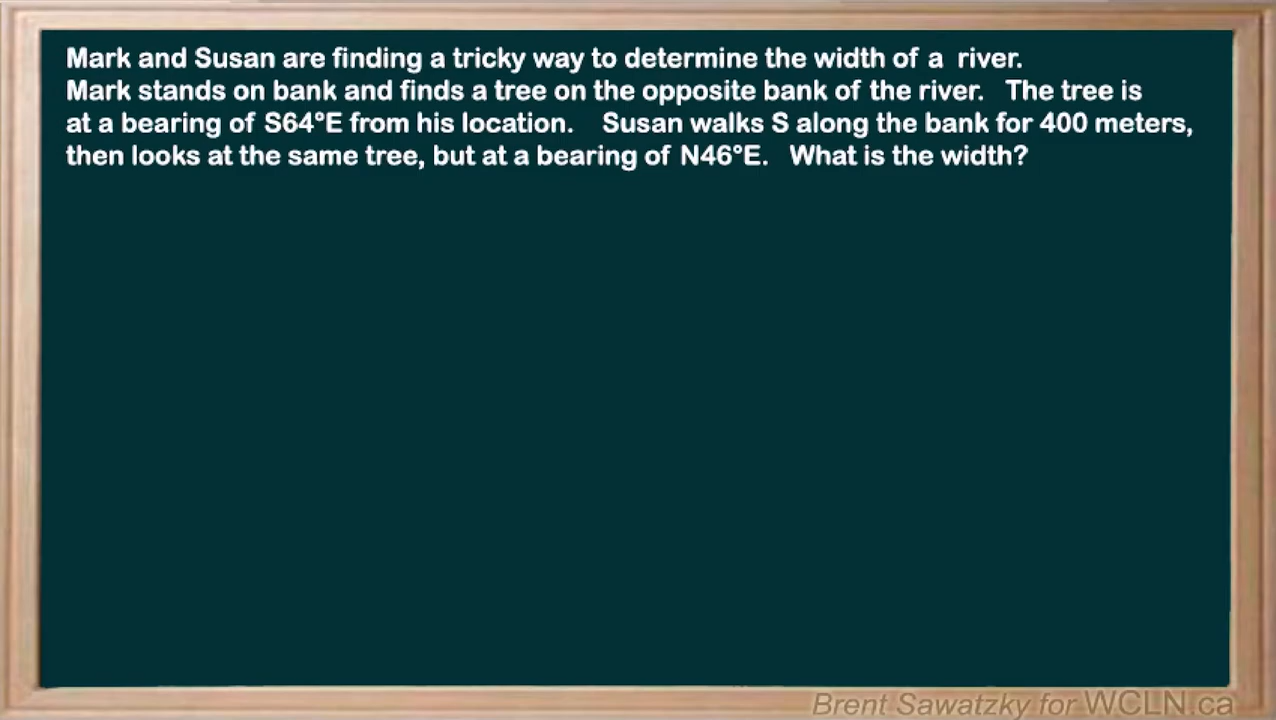 Mark and Susan are finding a tricky way to determine the width of a river.
Mark stands on bank and finds a tree on the opposite bank of the river. The tree is
at a bearing of S64°E from his location. Susan walks S along the bank for 400 meters,
then looks at the same tree, but at a bearing of N46°E. What is the width?
Brent Sawatzky for WCLN.ca